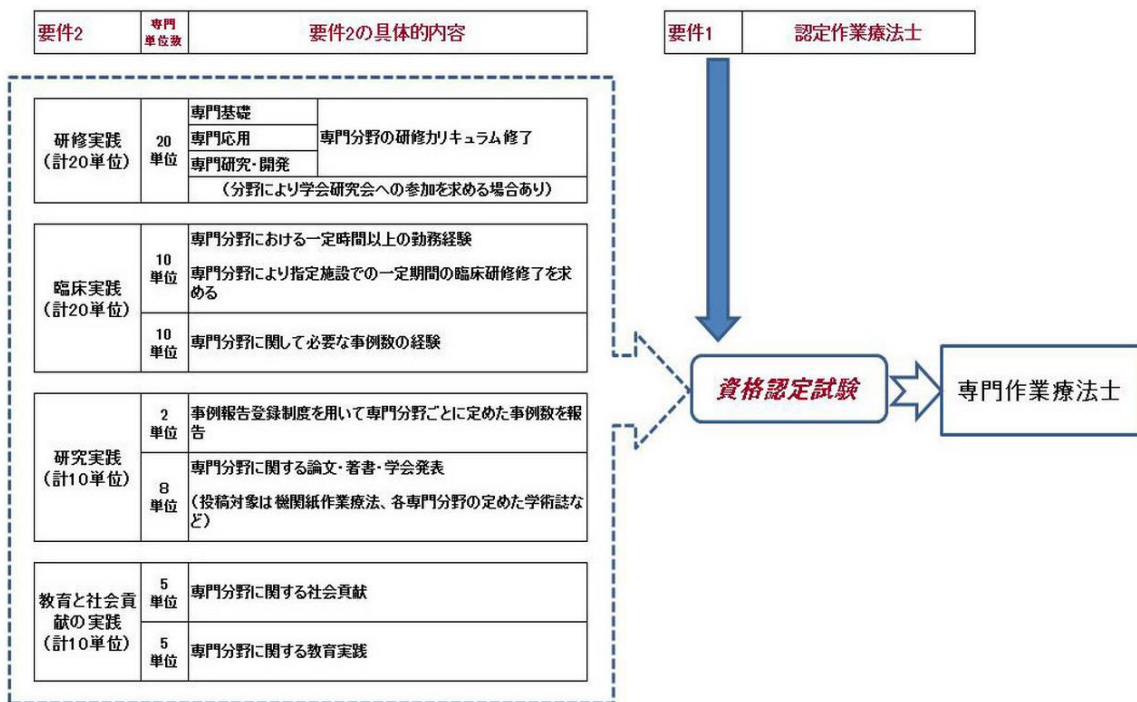 要件2
専門
単位数
要件2の具体的内容
要件1
認定作業療法士
研修実践
(計20単位)
20
単位
専門基礎
専門応用
専門研究・開発
専門分野の研修カリキュラム修了
(分野により学会研究会への参加を求める場合あり)
臨床実践
(計20単位)
10
単位
専門分野における一定時間以上の勤務経験
専門分野により指定施設での一定期間の臨床研修修了を求
める
10
単位
専門分野に関して必要な事例数の経験
研究実践
(計10単位)
2
単位
事例報告登録制度を用いて専門分野ごとに定めた事例数を報
告
8
単位
専門分野に関する論文・著書・学会発表
(投稿対象は機関紙作業療法、各専門分野の定めた学術誌な
ど)
教育と社会貢
献の実践
(計10単位)
5
単位
専門分野に関する社会貢献
5
単位
専門分野に関する教育実践
資格認定試験
専門作業療法士